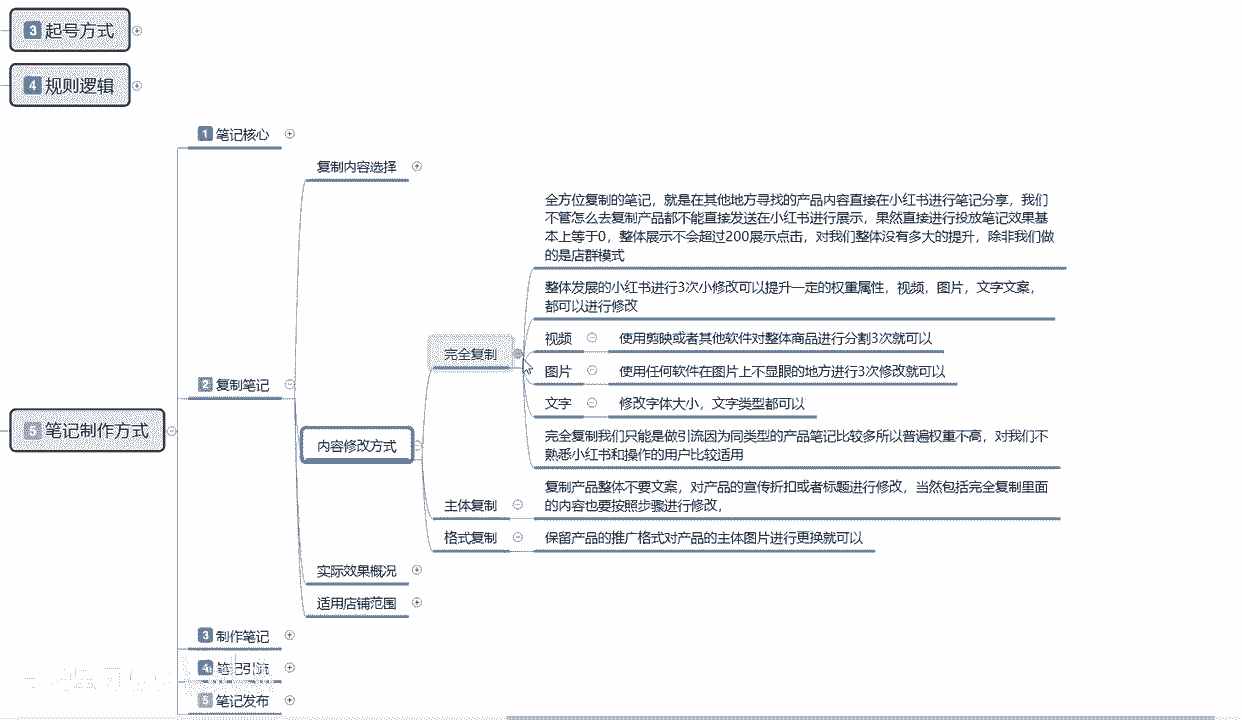 3 起号方式
4 规则逻辑
1 笔记核心
复制内容选择
全方位复制的笔记，就是在其他地方寻找的产品内容直接在小红书进行笔记分享，我们
不管怎么去复制产品都不能直接发送在小红书进行展示，果然直接进行投放笔记效果基
本上等于0，整体展示不会超过200展示点击，对我们整体没有多大的提升，除非我们做
的是店群模式
整体发展的小红书进行3次小修改可以提升一定的权重属性，视频，图片，文字文案，
都可以进行修改
完全复制
视频
使用剪映或者其他软件对整体商品进行分割3次就可以
图片
使用任何软件在图片上不显眼的地方进行3次修改就可以
2 复制笔记
文字
修改字体大小，文字类型都可以
5 笔记制作方式
内容修改方式
完全复制我们只能是做引流因为同类型的产品笔记比较多所以普遍权重不高，对我们不
熟悉小红书和操作的用户比较适用
主体复制
复制产品整体不要文案，对产品的宣传折扣或者标题进行修改，当然包括完全复制里面
的内容也要按照步骤进行修改，
格式复制
保留产品的推广格式对产品的主体图片进行更换就可以
实际效果概况
适用店铺范围
3 制作笔记
4 笔记引流
5 笔记发布